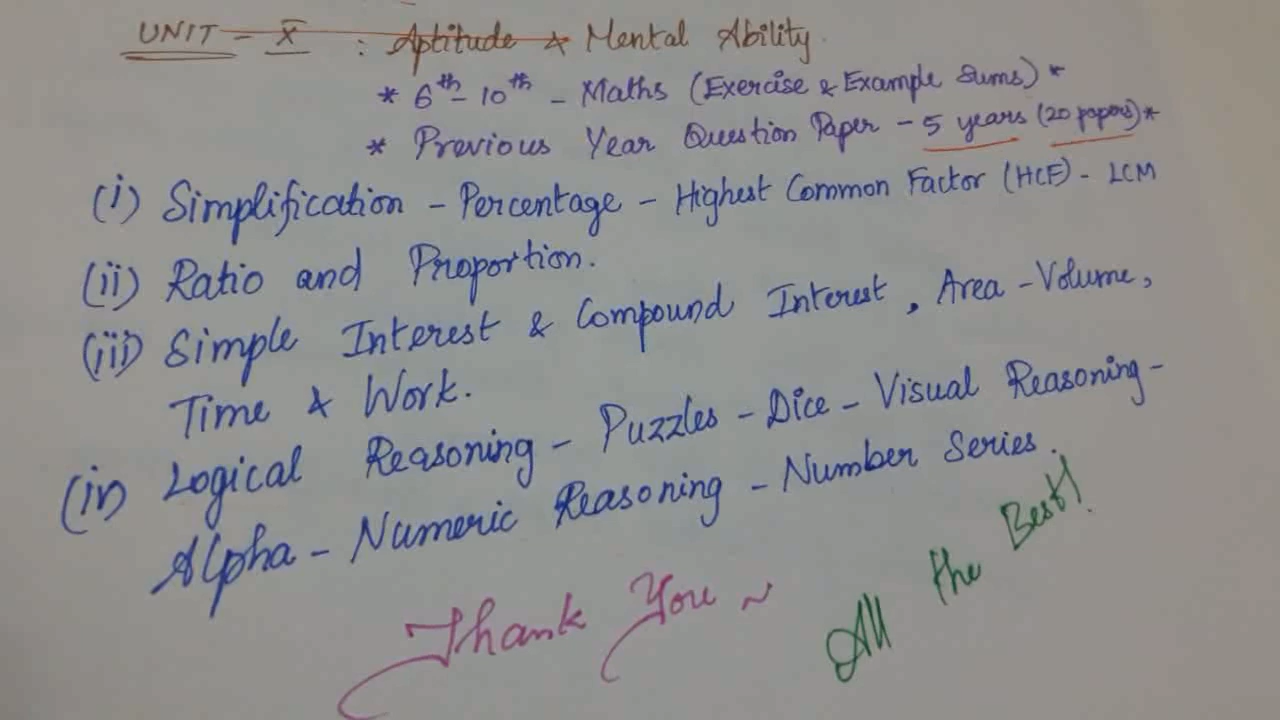 UNIT - X : Aptitude & Mental Ability.
* 6th - 10th - Maths (Exercise & Example Sums) *
* Previous Year Question Paper - 5 years (20 papers) *
(i) Simplification - Percentage - Highest Common Factor (HCF) - LCM
(ii) Ratio and Proportion.
(iii) Simple Interest & Compound Interest, Area - Volume,
Time & Work.
(iv) Logical Reasoning - Puzzles - Dice - Visual Reasoning -
Alpha - Numeric Reasoning - Number Series.
Thank You ~
All the Best!